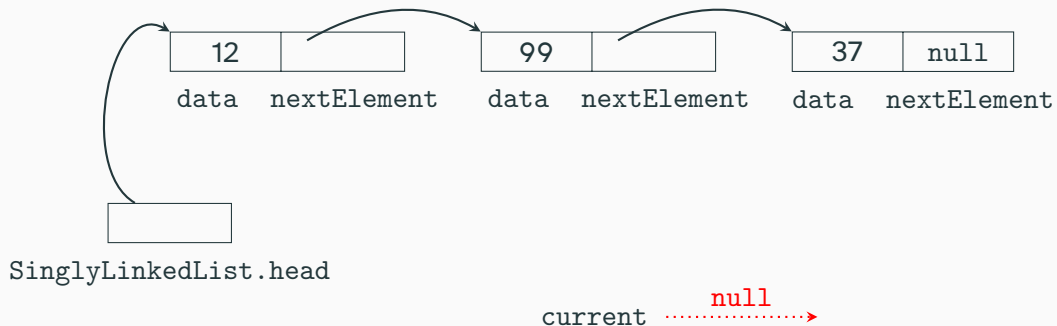 12 99 37 null
data nextElement data nextElement data nextElement
SinglyLinkedList.head
null
current